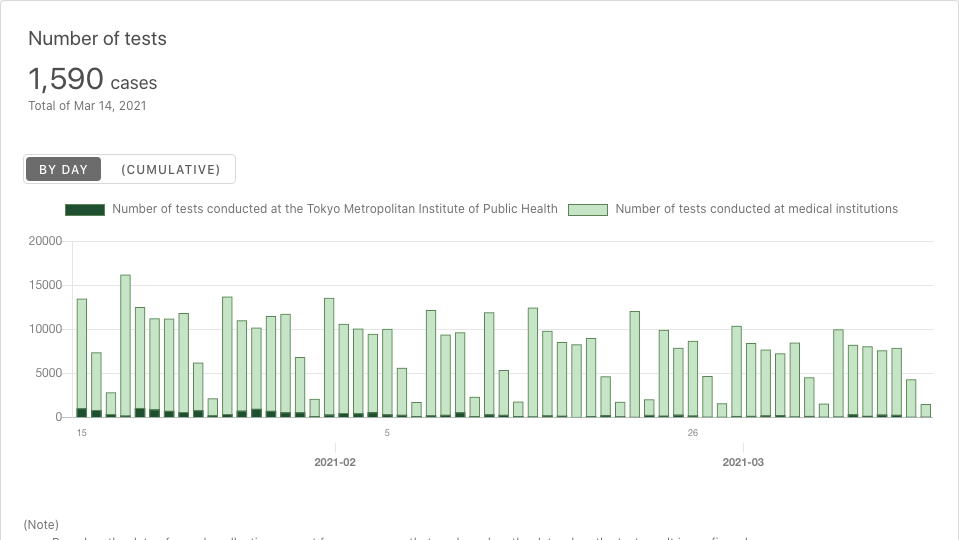 Number of tests
1,590 cases
Total of Mar 14, 2021
BY DAY (CUMULATIVE)
Number of tests conducted at the Tokyo Metropolitan Institute of Public Health Number of tests conducted at medical institutions
20000
15000
10000
5000
0
15 5 26
2021-02 2021-03
(Note)